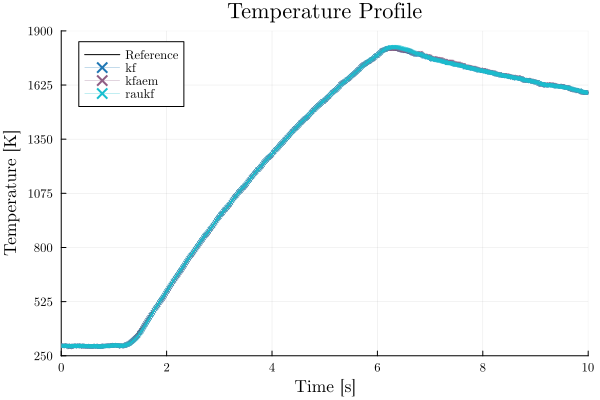 Temperature Profile
1900
1625
1350
1075
800
525
250
Temperature [K]
Reference
kf
kfaem
raukf
0
2
4
6
8
10
Time [s]